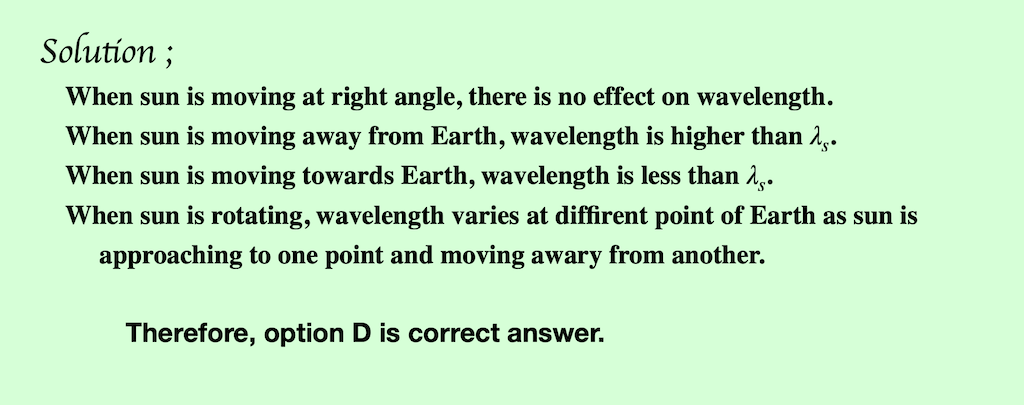 Solution ;
When sun is moving at right angle, there is no effect on wavelength.
When sun is moving away from Earth, wavelength is higher than λₛ.
When sun is moving towards Earth, wavelength is less than λₛ.
When sun is rotating, wavelength varies at diffirent point of Earth as sun is
approaching to one point and moving awary from another.
Therefore, option D is correct answer.